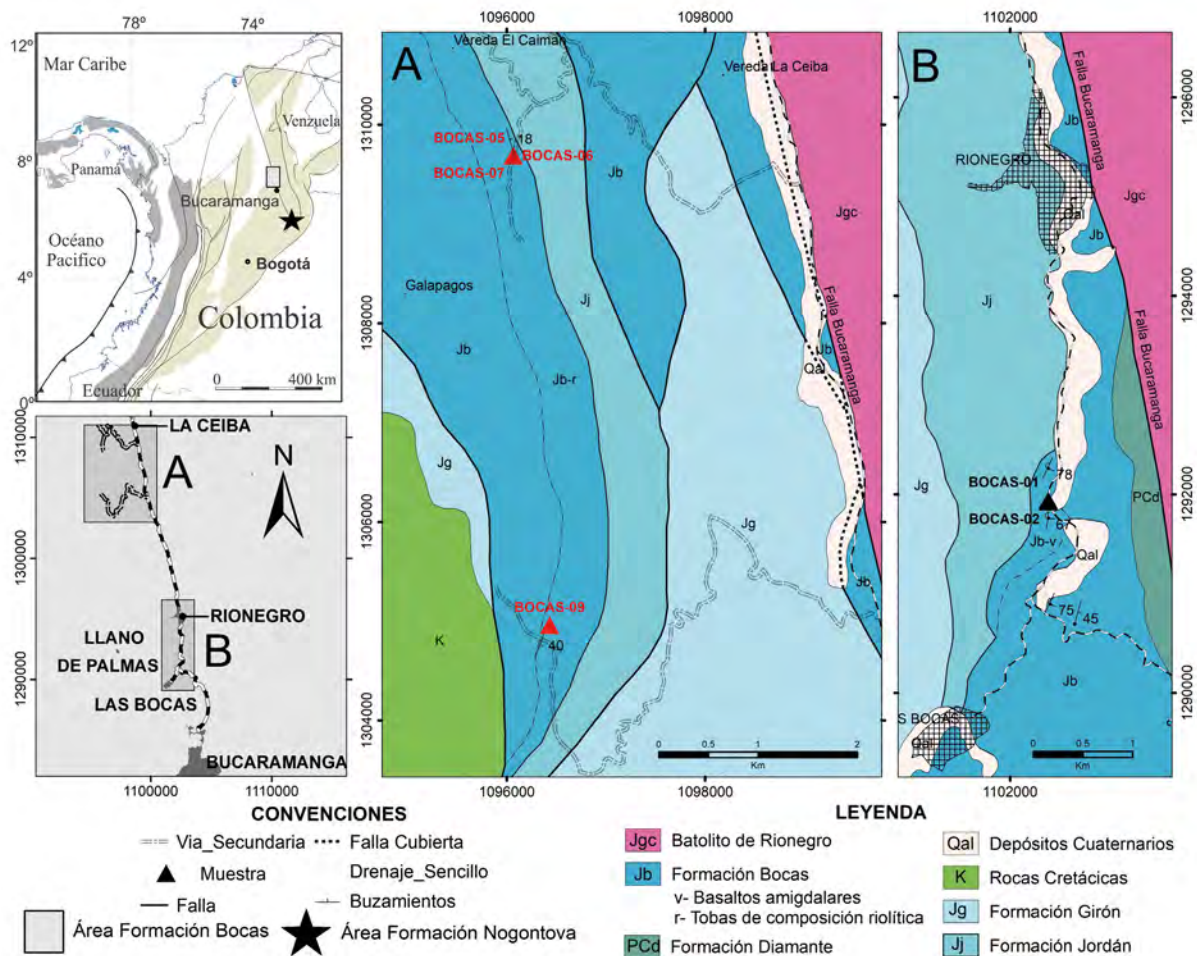 78°
74°
12°
8°
4°
0°
Mar Caribe
Venezuela
Panamá
Bucaramanga
Océano
Pacifico
Bogotá
Colombia
Ecuador
0 400 km
1310000
1300000
1290000
1100000
1110000
LA CEIBA
A
N
RIONEGRO
B
LLANO
DE PALMAS
LAS BOCAS
BUCARAMANGA
1096000
1098000
1310000
1308000
1306000
1304000
A
Vereda El Caiman
Vereda La Ceiba
BOCAS-05
18
BOCAS-06
BOCAS-07
Jb
Jgc
Galapagos
Jj
Falla Bucaramanga
Jb
Jb
Qal
Jb-r
Jg
Jg
K
BOCAS-09
40
Jb
0 0.5 1 2
Km
1096000
1098000
1102000
B
Falla Bucaramanga
1296000
Jb
RIONEGRO
Jgc
Qal
Jb
1294000
Jj
Falla Bucaramanga
BOCAS-01
78
1292000
Jg
PCd
BOCAS-02
67
Jb-v
Qal
75
45
Jb
1290000
S BOCAS
Qal
0 0.5 1
Km
1102000
CONVENCIONES
Via_Secundaria
Falla Cubierta
Muestra
Drenaje_Sencillo
Falla
Buzamientos
Área Formación Bocas
Área Formación Nogontova
LEYENDA
Jgc Batolito de Rionegro
Jb Formación Bocas
v- Basaltos amigdalares
r- Tobas de composición riolítica
PCd Formación Diamante
Qal Depósitos Cuaternarios
K Rocas Cretácicas
Jg Formación Girón
Jj Formación Jordán